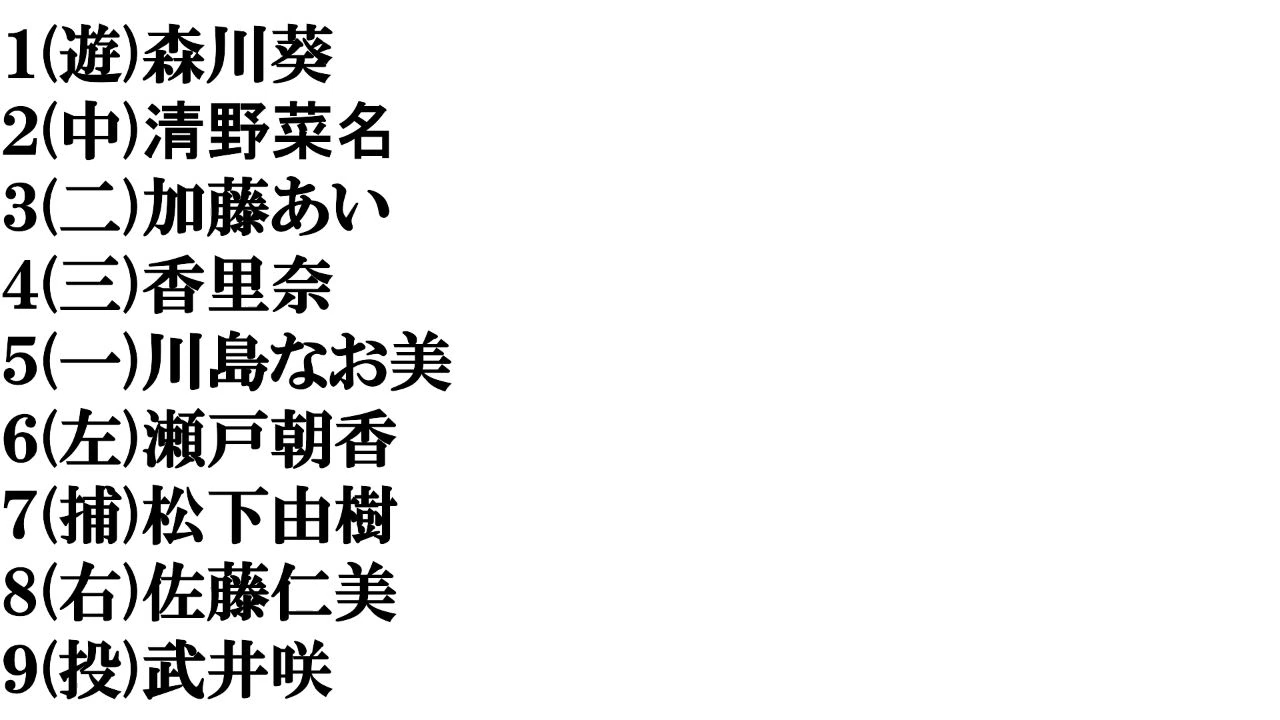 1(遊)森川葵
2(中)清野菜名
3(二)加藤あい
4(三)香里奈
5(一)川島なお美
6(左)瀬戸朝香
7(捕)松下由樹
8(右)佐藤仁美
9(投)武井咲